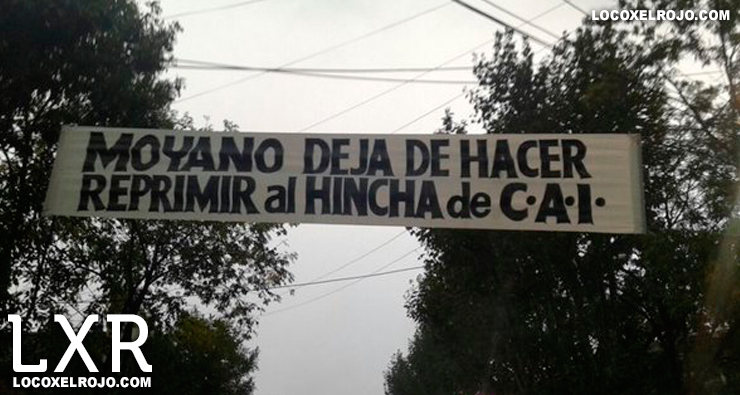 LOCOXELROJO.COM
MOYANO DEJA DE HACER
REPRIMIR al HINCHA de C.A.I.
LXR
LOCOXELROJO.COM